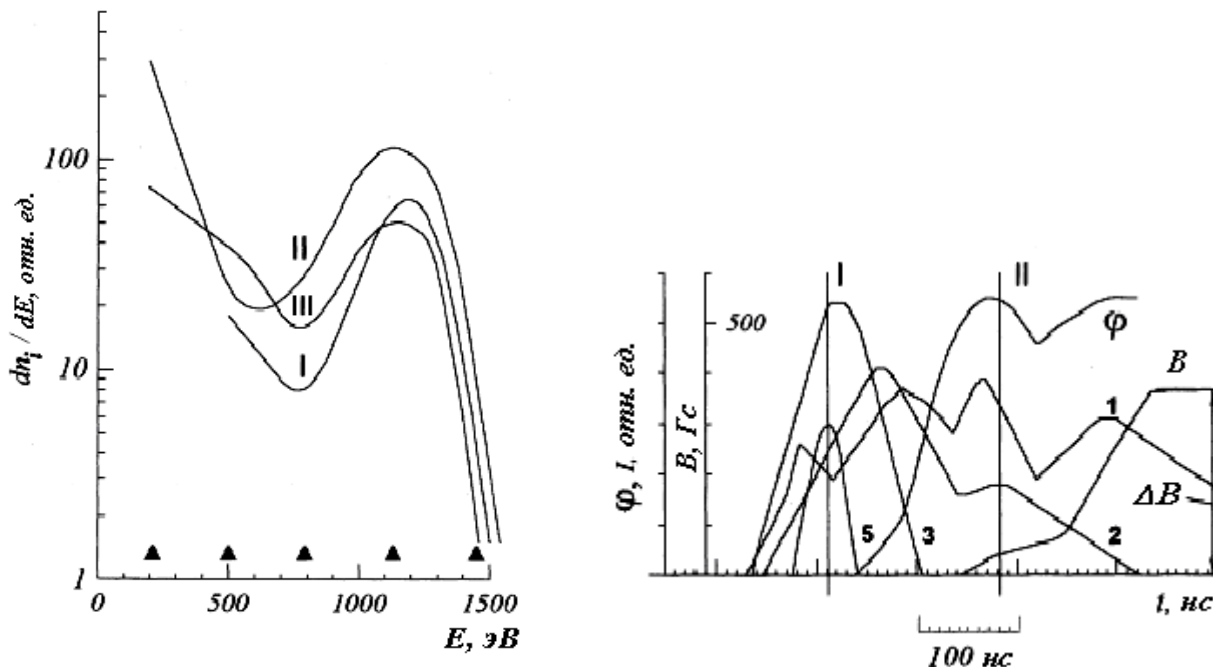 100
10
1
dnᵢ / dE, отн. ед.
II
III
I
0
500
1000
1500
E, эВ
I
II
500
φ
B
1
ΔB
5
3
2
φ, I, отн. ед.
B, Гс
t, нс
100 нс